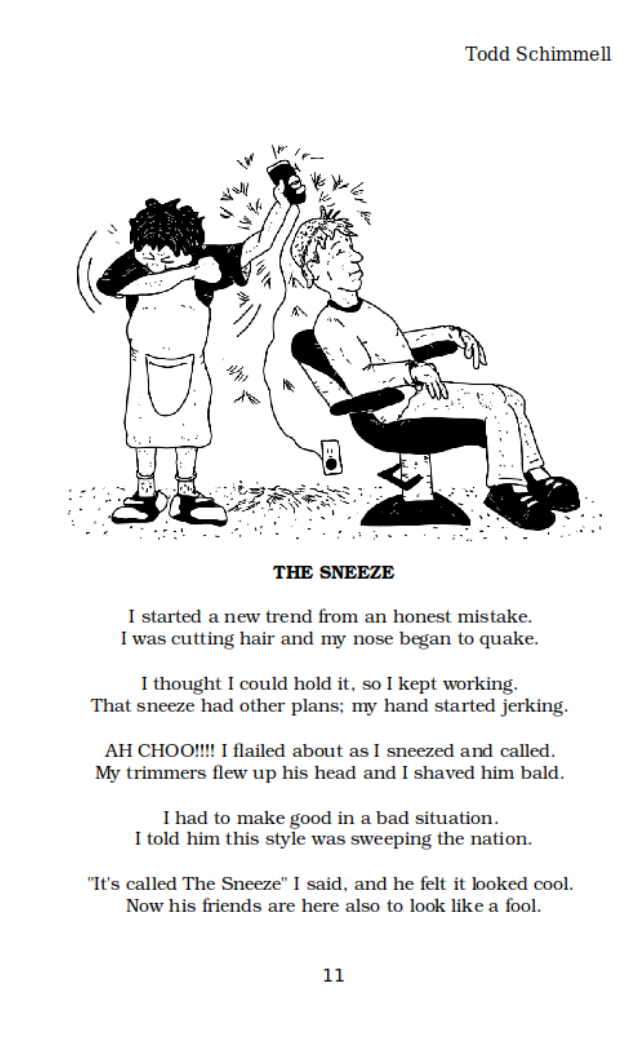 Todd Schimmell
THE SNEEZE
I started a new trend from an honest mistake.
I was cutting hair and my nose began to quake.
I thought I could hold it, so I kept working.
That sneeze had other plans; my hand started jerking.
AH CHOO!!!! I flailed about as I sneezed and called.
My trimmers flew up his head and I shaved him bald.
I had to make good in a bad situation.
I told him this style was sweeping the nation.
"It's called The Sneeze" I said, and he felt it looked cool.
Now his friends are here also to look like a fool.
11